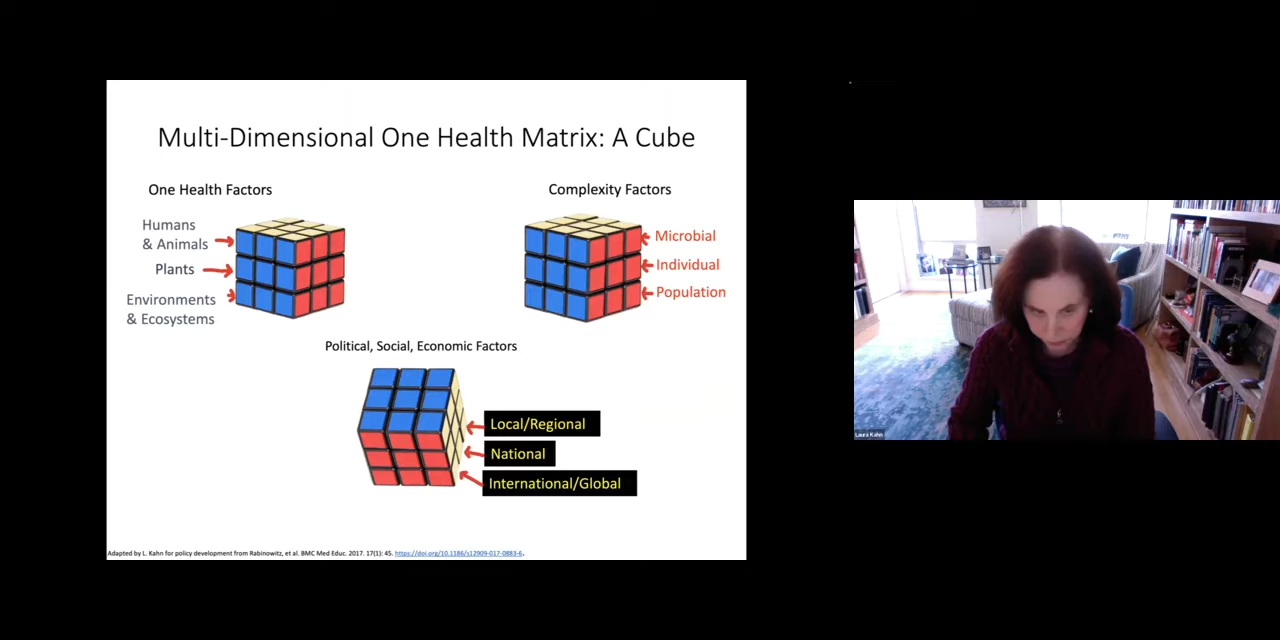 Multi-Dimensional One Health Matrix: A Cube
One Health Factors
Complexity Factors
Humans
& Animals
Plants
Environments
& Ecosystems
Microbial
Individual
Population
Political, Social, Economic Factors
Local/Regional
National
International/Global
Adapted by L. Kahn for policy development from Rabinowitz, et al. BMC Med Educ. 2017. 17(1): 45. https://doi.org/10.1186/s12909-017-0883-6.
Laura Kahn